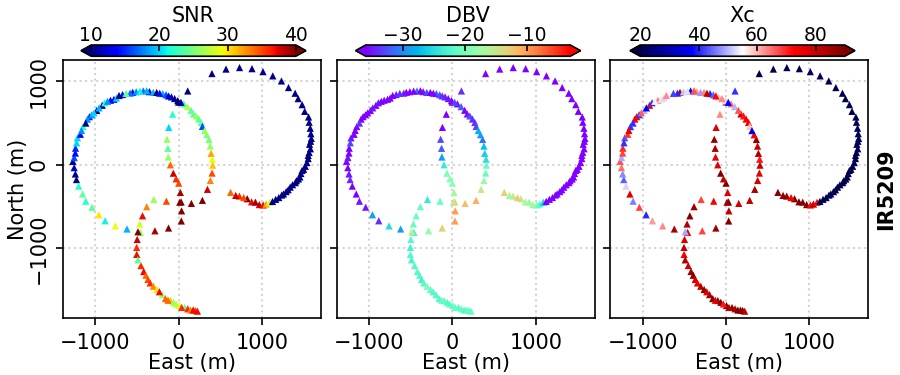 SNR DBV Xc
10 20 30 40 −30 −20 −10 20 40 60 80
1000
0
−1000
North (m)
IR5209
−1000 0 1000 −1000 0 1000 −1000 0 1000
East (m) East (m) East (m)